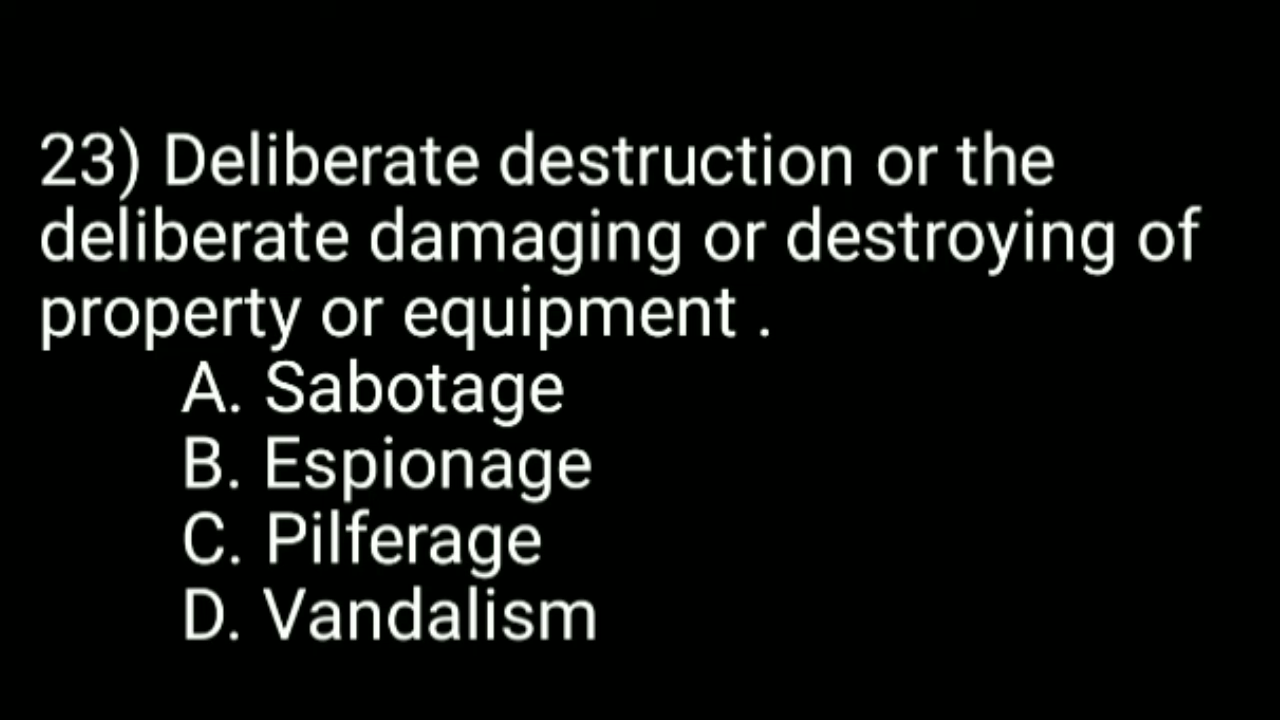 23) Deliberate destruction or the
deliberate damaging or destroying of
property or equipment .
A. Sabotage
B. Espionage
C. Pilferage
D. Vandalism